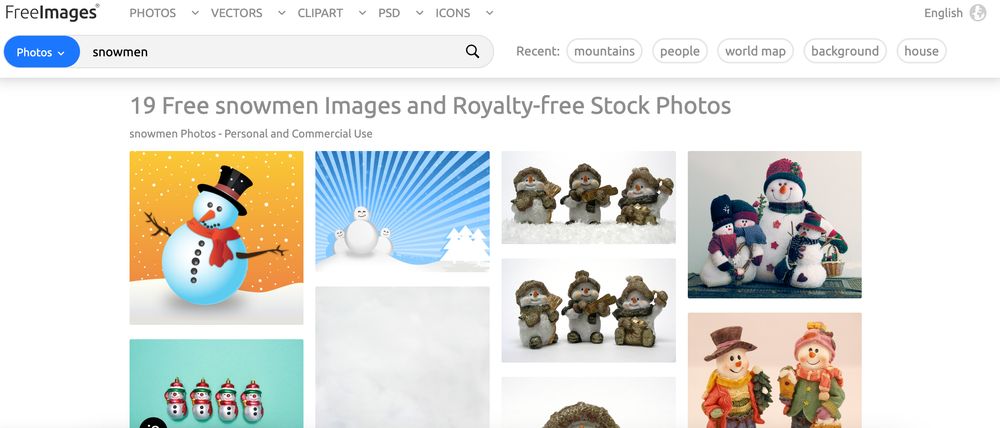 FreeImages®
PHOTOS VECTORS CLIPART PSD ICONS English
Photos snowmen Recent: mountains people world map background house
19 Free snowmen Images and Royalty-free Stock Photos
snowmen Photos - Personal and Commercial Use